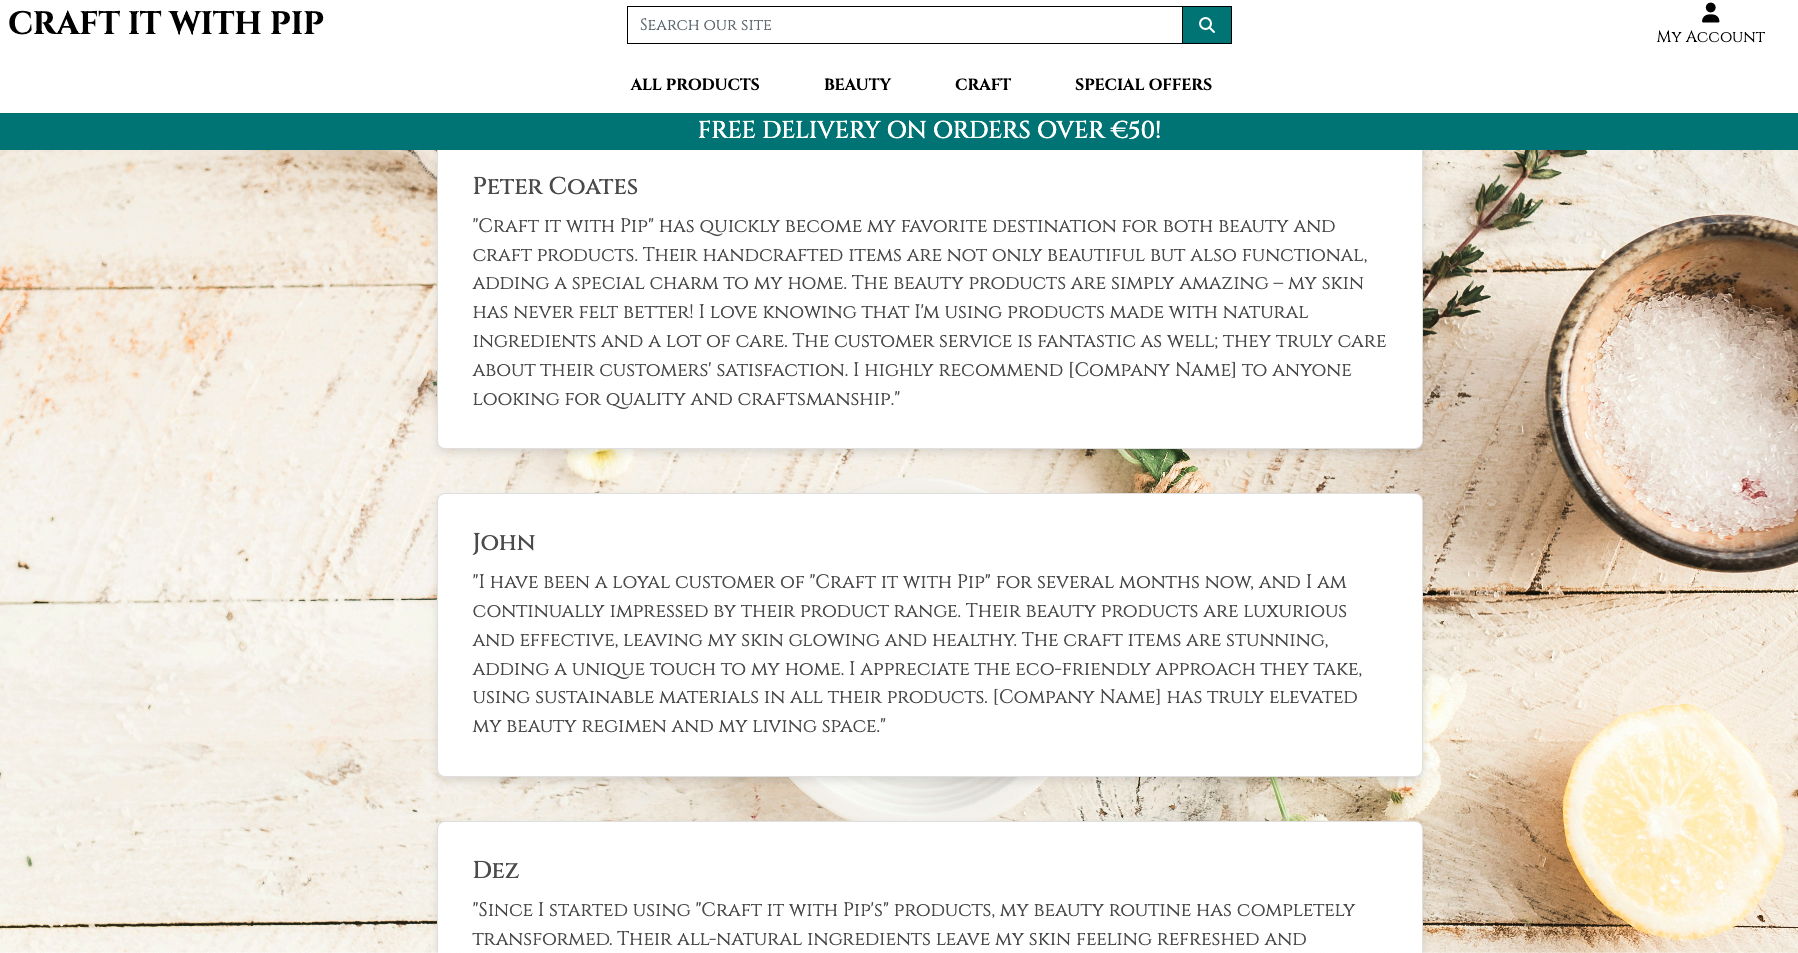 CRAFT IT WITH PIP
Search our site
My Account
ALL PRODUCTS BEAUTY CRAFT SPECIAL OFFERS
FREE DELIVERY ON ORDERS OVER €50!
Peter Coates
"Craft it with Pip" has quickly become my favorite destination for both beauty and
craft products. Their handcrafted items are not only beautiful but also functional,
adding a special charm to my home. The beauty products are simply amazing – my skin
has never felt better! I love knowing that I'm using products made with natural
ingredients and a lot of care. The customer service is fantastic as well; they truly care
about their customers' satisfaction. I highly recommend [Company Name] to anyone
looking for quality and craftsmanship."
John
"I have been a loyal customer of "Craft it with Pip" for several months now, and I am
continually impressed by their product range. Their beauty products are luxurious
and effective, leaving my skin glowing and healthy. The craft items are stunning,
adding a unique touch to my home. I appreciate the eco-friendly approach they take,
using sustainable materials in all their products. [Company Name] has truly elevated
my beauty regimen and my living space."
Dez
"Since I started using "Craft it with Pip's" products, my beauty routine has completely
transformed. Their all-natural ingredients leave my skin feeling refreshed and